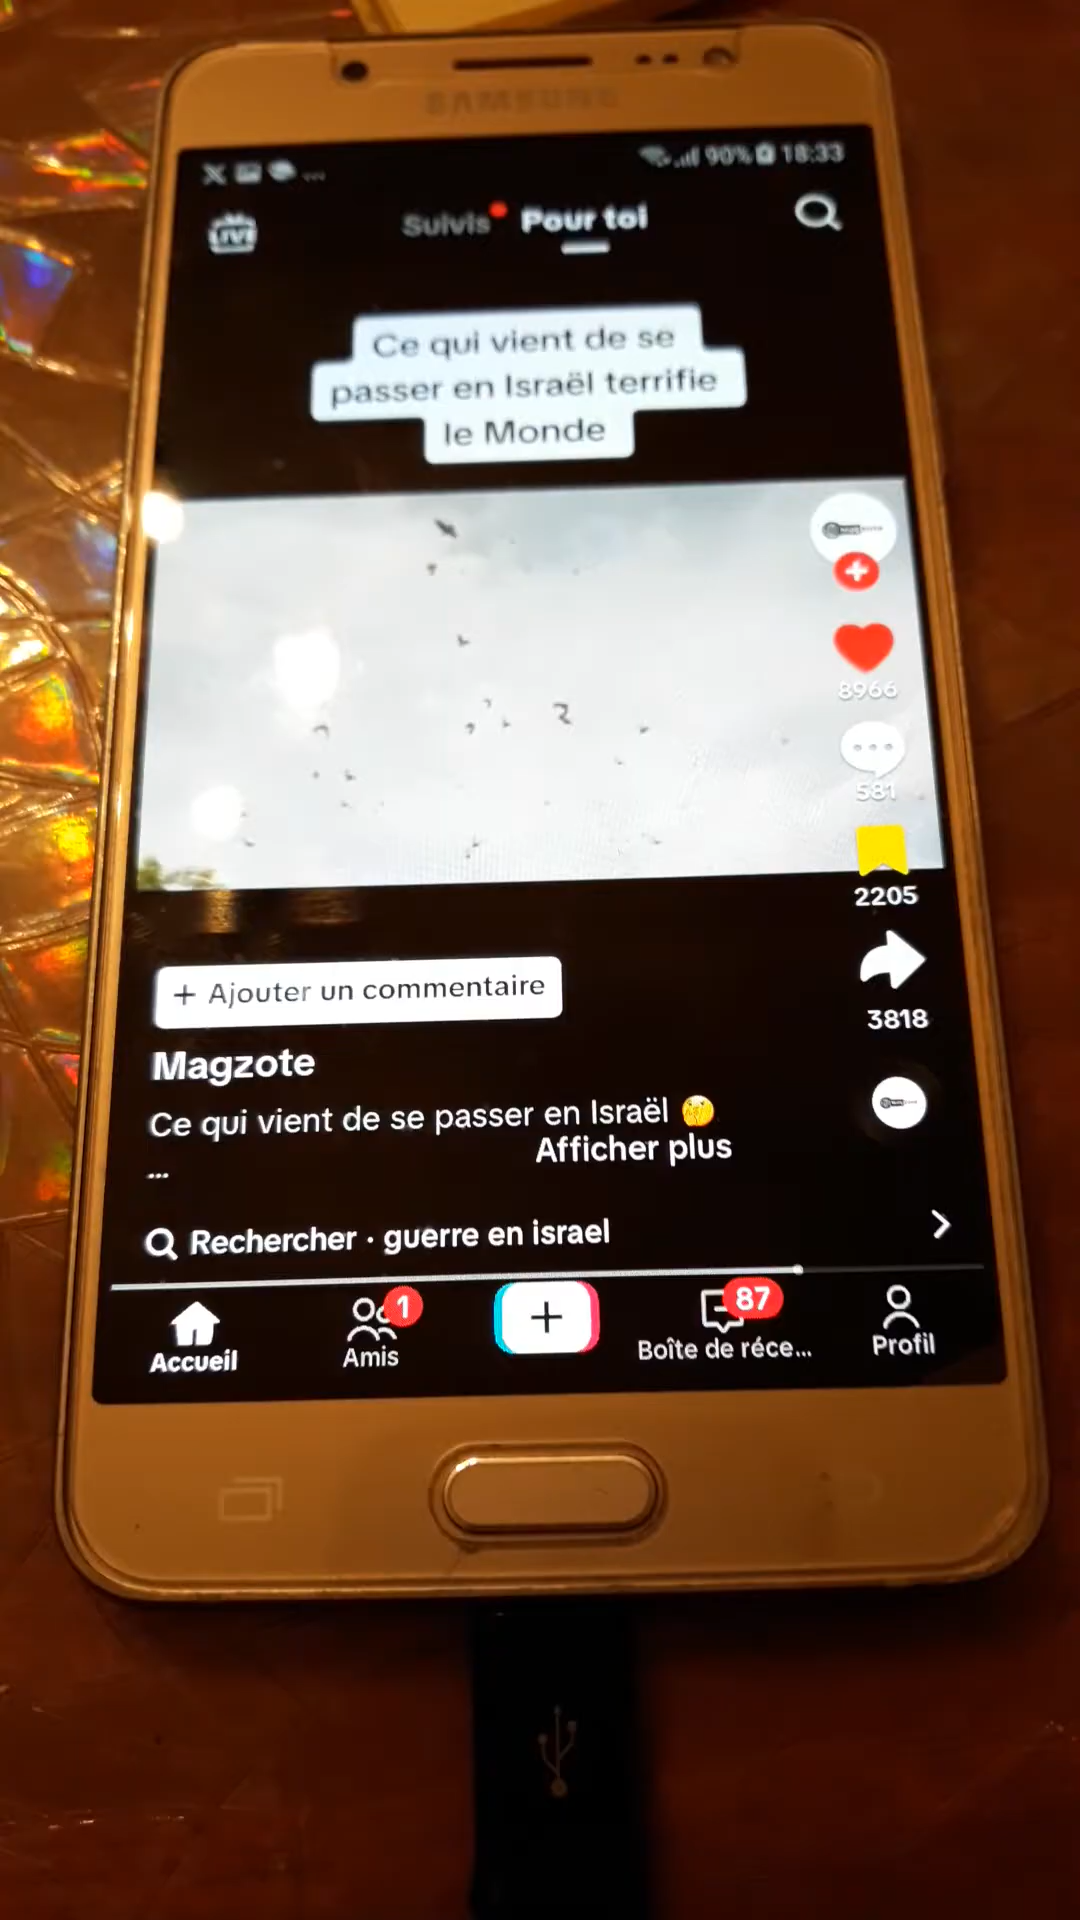 SAMSUNG
90% 18:33
LIVE
Suivis Pour toi
Ce qui vient de se
passer en Israël terrifie
le Monde
8966
581
2205
3818
+ Ajouter un commentaire
Magzote
Ce qui vient de se passer en Israël 🫣
... Afficher plus
Rechercher · guerre en israel
1
87
Accueil
Amis
Boîte de réce...
Profil